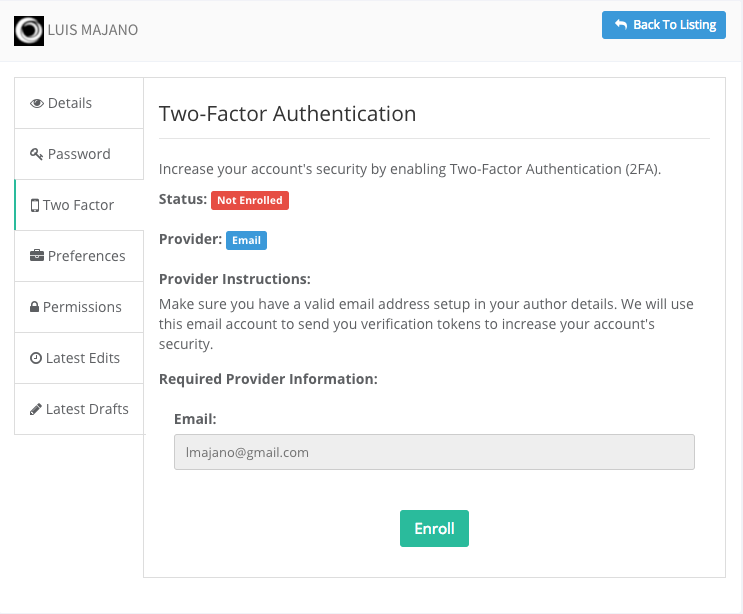 LUIS MAJANO
Back To Listing
Details
Password
Two Factor
Preferences
Permissions
Latest Edits
Latest Drafts
Two-Factor Authentication
Increase your account's security by enabling Two-Factor Authentication (2FA).
Status: Not Enrolled
Provider: Email
Provider Instructions:
Make sure you have a valid email address setup in your author details. We will use
this email account to send you verification tokens to increase your account's
security.
Required Provider Information:
Email:
lmajano@gmail.com
Enroll